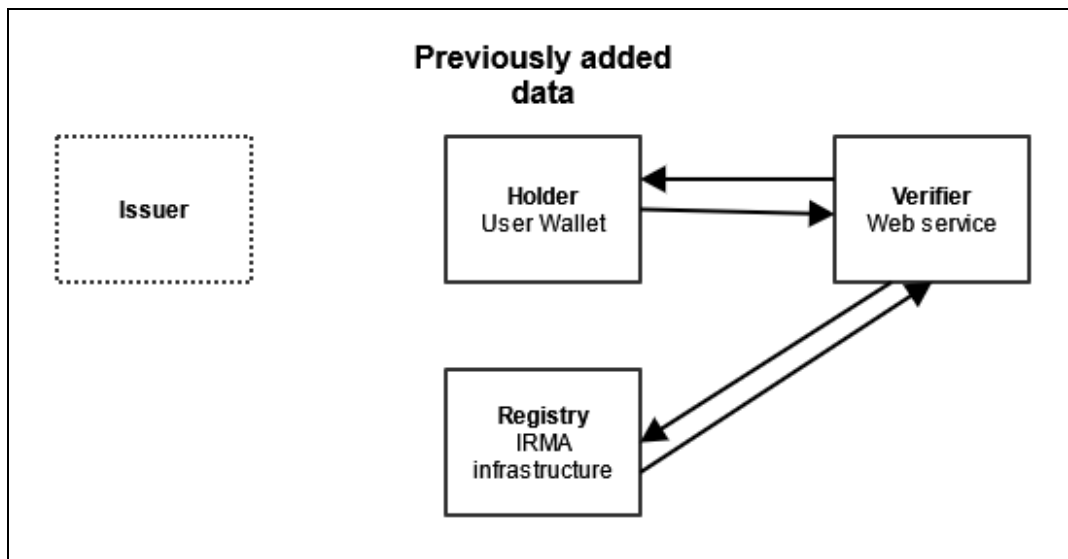 Previously added
data
Issuer
Holder
User Wallet
Verifier
Web service
Registry
IRMA
infrastructure